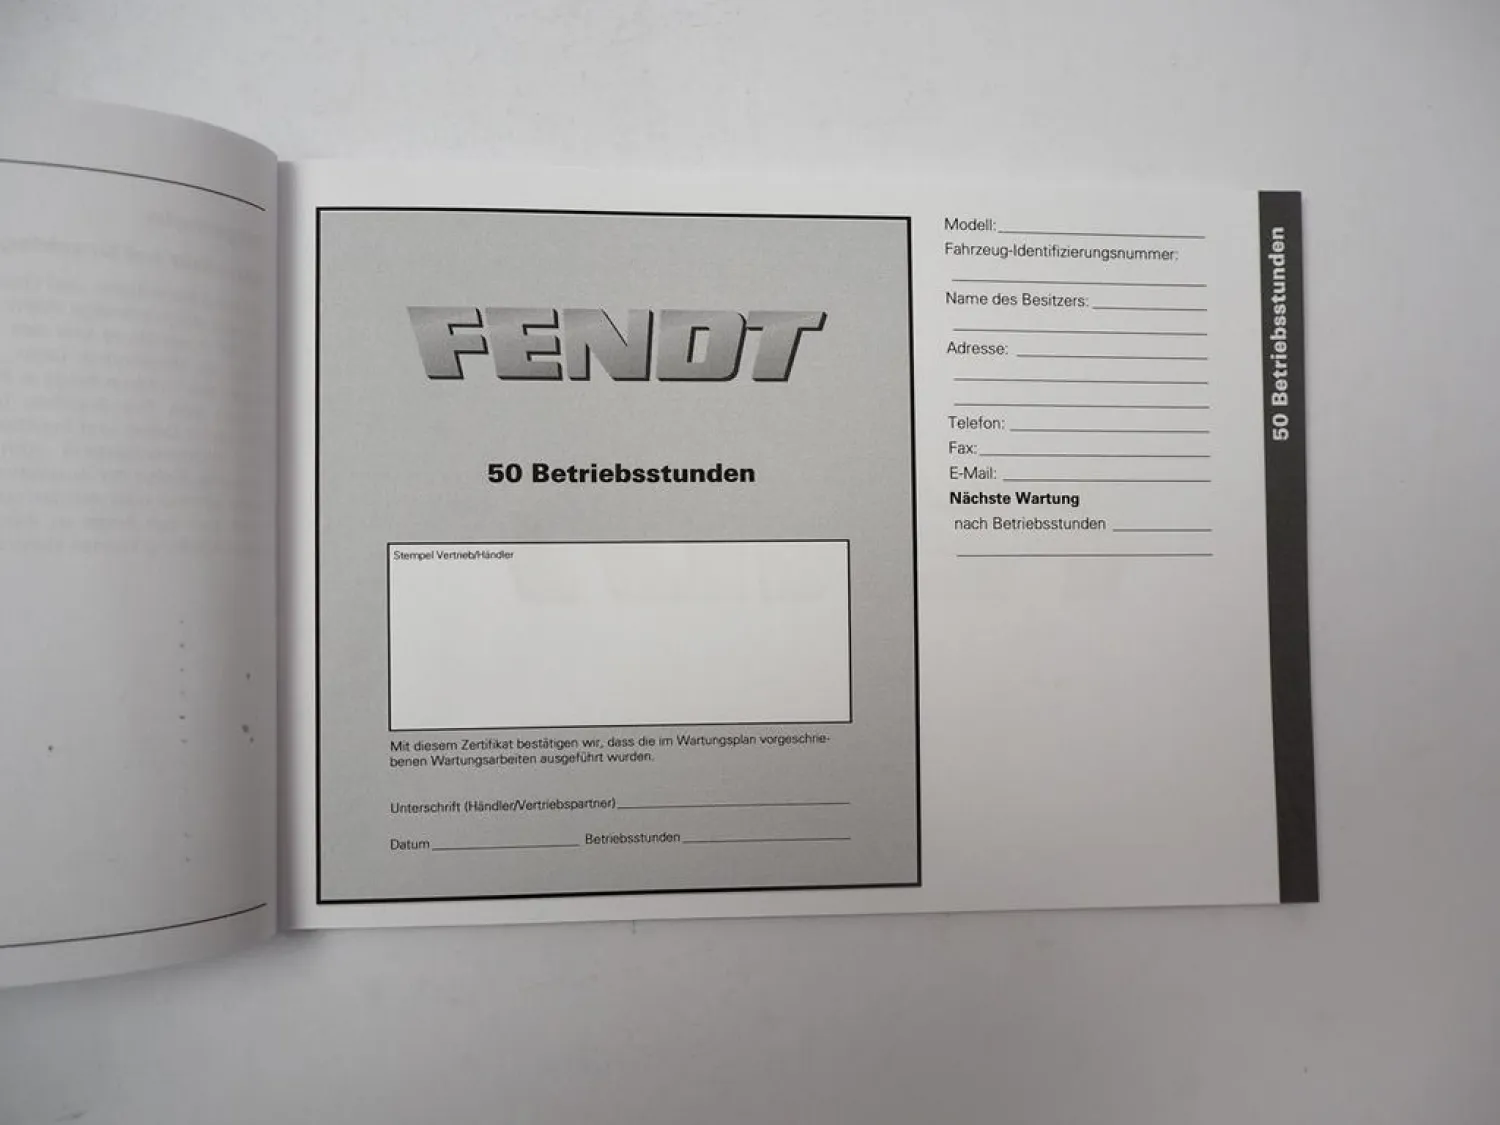 FENDT
50 Betriebsstunden
Stempel Vertrieb/Händler
Mit diesem Zertifikat bestätigen wir, dass die im Wartungsplan vorgeschrie-
benen Wartungsarbeiten ausgeführt wurden.
Unterschrift (Händler/Vertriebspartner)
Datum Betriebsstunden
Modell:
Fahrzeug-Identifizierungsnummer:
Name des Besitzers:
Adresse:
Telefon:
Fax:
E-Mail:
Nächste Wartung
nach Betriebsstunden
50 Betriebsstunden